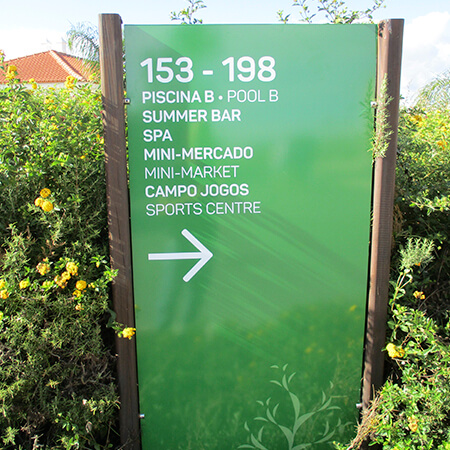 153 - 198
PISCINA B • POOL B
SUMMER BAR
SPA
MINI-MERCADO
MINI-MARKET
CAMPO JOGOS
SPORTS CENTRE